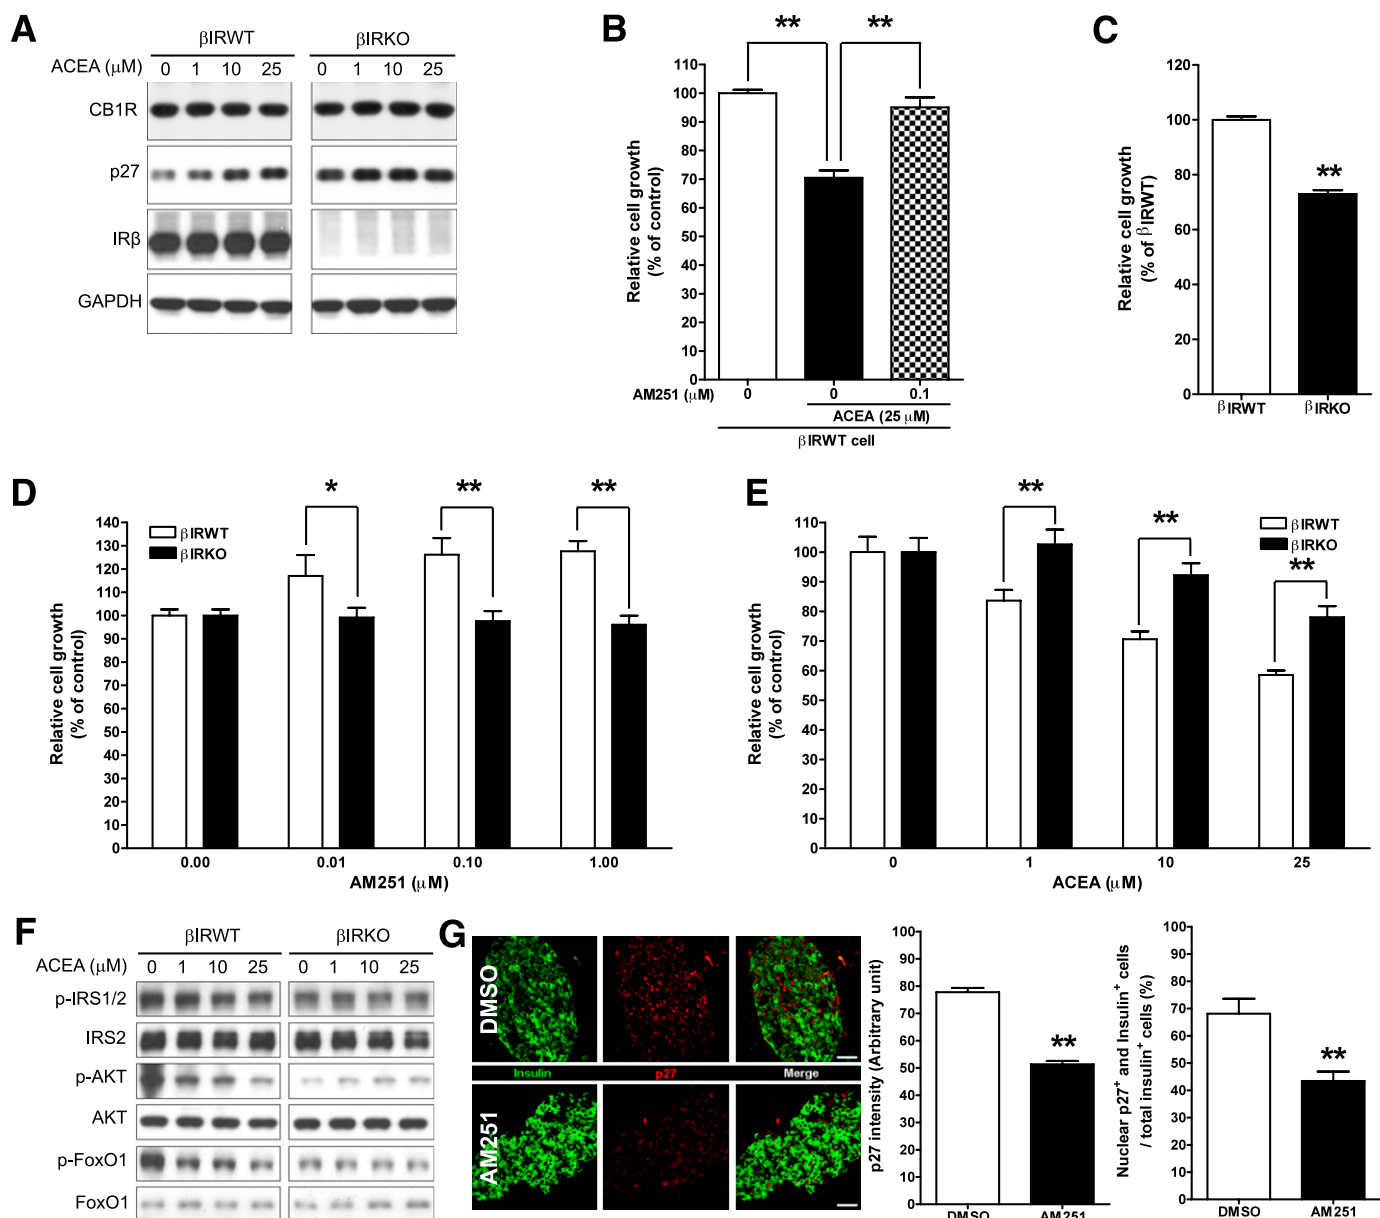 A
βIRWT βIRKO
ACEA (μM) 0 1 10 25 0 1 10 25
CB1R
p27
IRβ
GAPDH
B
** **
Relative cell growth
(% of control)
110
100
90
80
70
60
50
40
30
20
10
0
AM251 (μM) 0 0 0.1
ACEA (25 μM)
βIRWT cell
C
Relative cell growth
(% of βIRWT)
120
100
80
60
40
20
0
**
βIRWT βIRKO
D
* ** **
βIRWT
βIRKO
Relative cell growth
(% of control)
140
130
120
110
100
90
80
70
60
50
40
30
20
10
0
0.00 0.01 0.10 1.00
AM251 (μM)
E
** ** **
βIRWT
βIRKO
Relative cell growth
(% of control)
110
100
90
80
70
60
50
40
30
20
10
0
0 1 10 25
ACEA (μM)
F
βIRWT βIRKO
ACEA (μM) 0 1 10 25 0 1 10 25
p-IRS1/2
IRS2
p-AKT
AKT
p-FoxO1
FoxO1
G
DMSO
Insulin p27 Merge
AM251
p27 intensity (Arbitrary unit)
100
90
80
70
60
50
40
30
20
10
0
**
DMSO AM251
Nuclear p27⁺ and Insulin⁺ cells
/ total insulin⁺ cells (%)
100
90
80
70
60
50
40
30
20
10
0
**
DMSO AM251